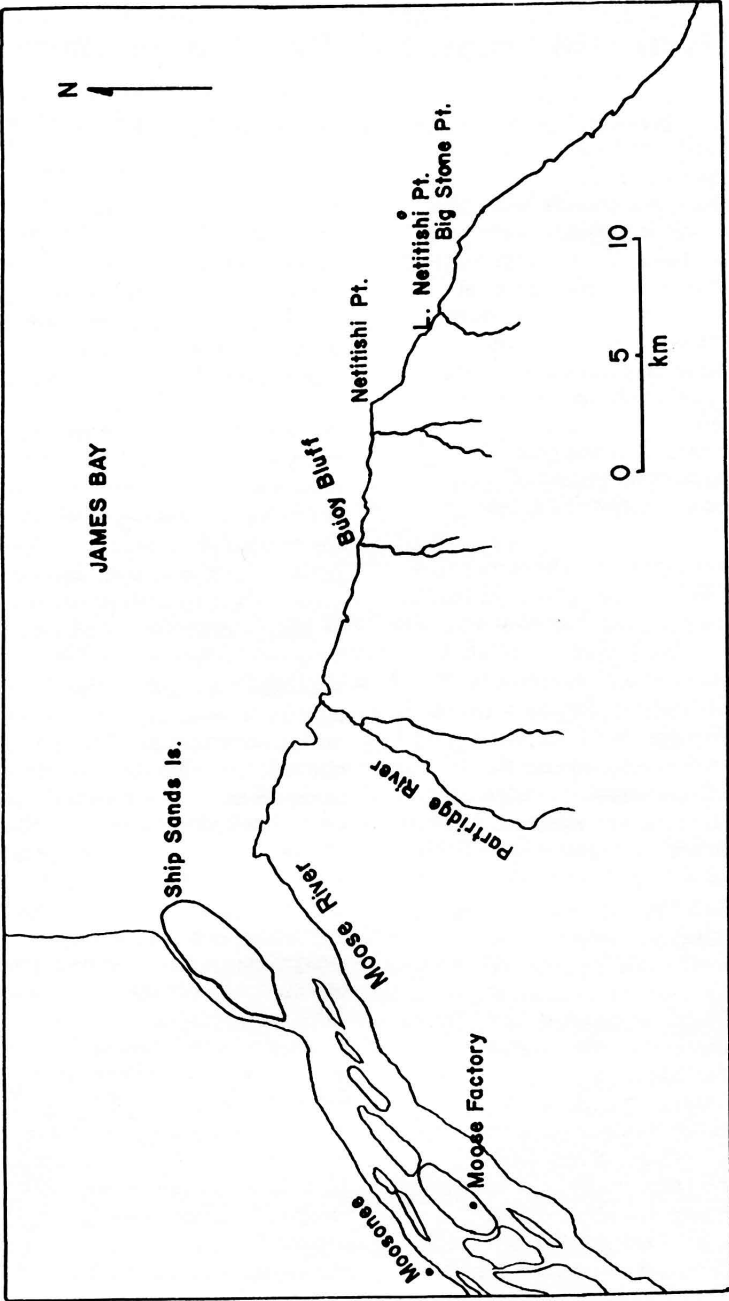 N
JAMES BAY
Ship Sands Is.
Buoy Bluff
Netitishi Pt.
L. Netitishi Pt.
Big Stone Pt.
Moose River
Partridge River
Moosonee
Moose Factory
0 5 10
km